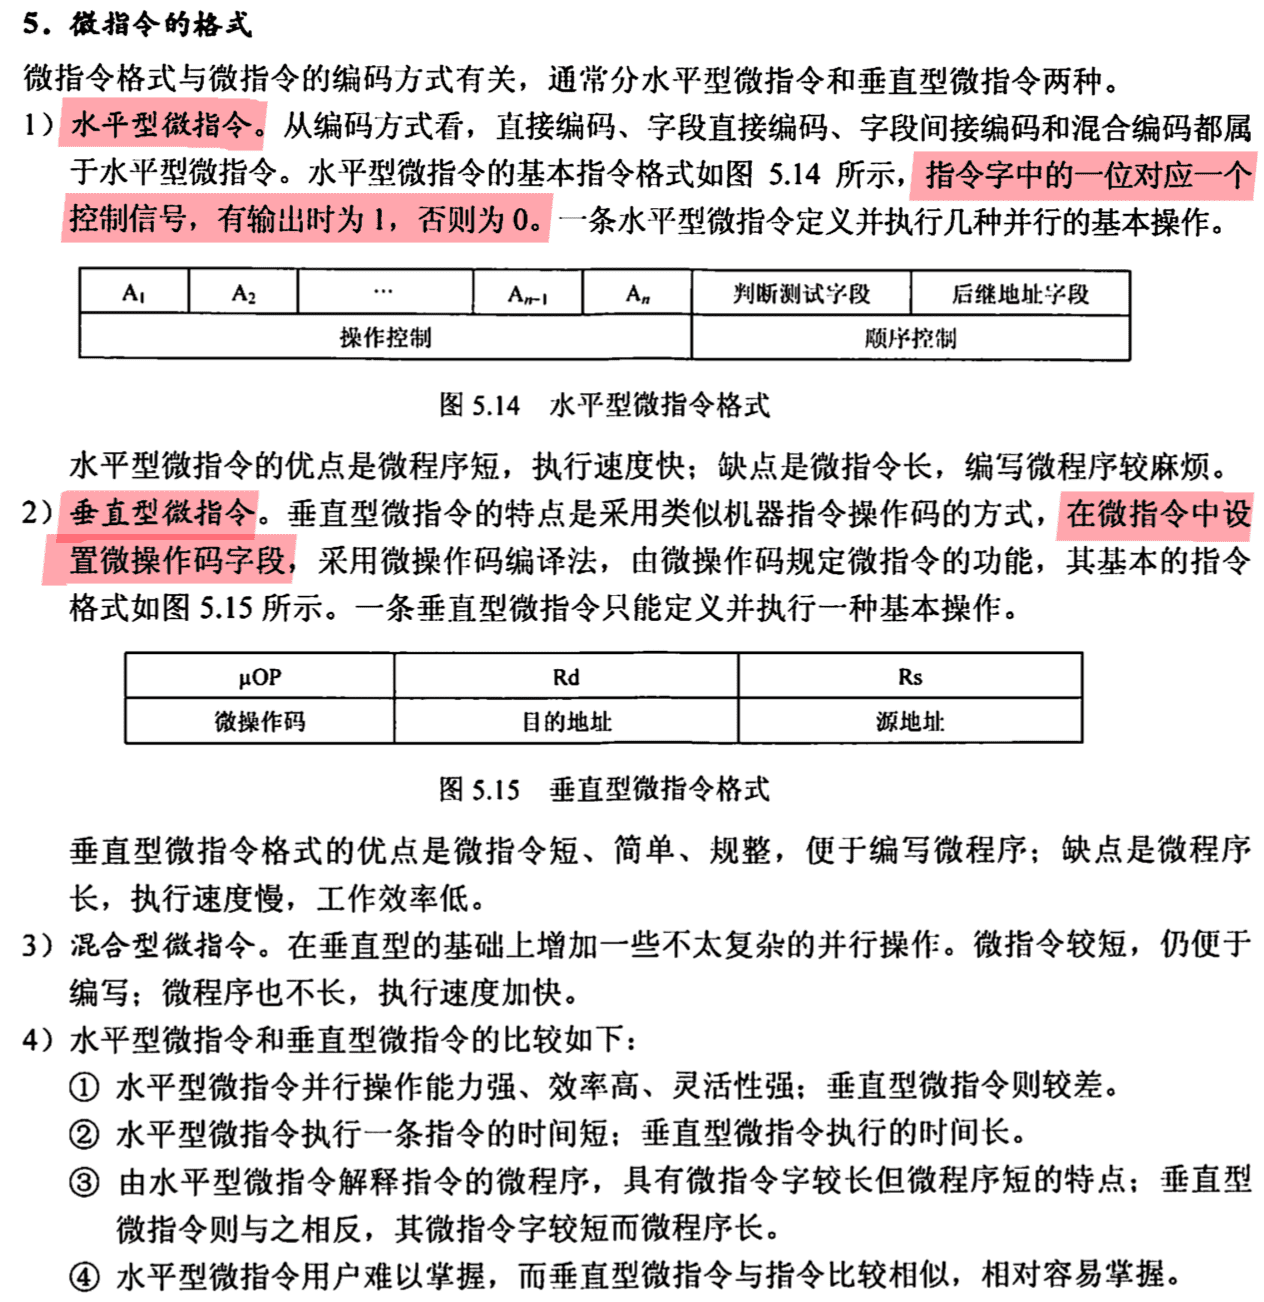 5. 微指令的格式
微指令格式与微指令的编码方式有关，通常分水平型微指令和垂直型微指令两种。
1）水平型微指令。从编码方式看，直接编码、字段直接编码、字段间接编码和混合编码都属
于水平型微指令。水平型微指令的基本指令格式如图 5.14 所示，指令字中的一位对应一个
控制信号，有输出时为 1，否则为 0。一条水平型微指令定义并执行几种并行的基本操作。
A₁ A₂ … Aₙ₋₁ Aₙ 判断测试字段 后继地址字段
操作控制 顺序控制
图 5.14 水平型微指令格式
水平型微指令的优点是微程序短，执行速度快；缺点是微指令长，编写微程序较麻烦。
2）垂直型微指令。垂直型微指令的特点是采用类似机器指令操作码的方式，在微指令中设
置微操作码字段，采用微操作码编译法，由微操作码规定微指令的功能，其基本的指令
格式如图 5.15 所示。一条垂直型微指令只能定义并执行一种基本操作。
μOP Rd Rs
微操作码 目的地址 源地址
图 5.15 垂直型微指令格式
垂直型微指令格式的优点是微指令短、简单、规整，便于编写微程序；缺点是微程序
长，执行速度慢，工作效率低。
3）混合型微指令。在垂直型的基础上增加一些不太复杂的并行操作。微指令较短，仍便于
编写；微程序也不长，执行速度加快。
4）水平型微指令和垂直型微指令的比较如下：
① 水平型微指令并行操作能力强、效率高、灵活性强；垂直型微指令则较差。
② 水平型微指令执行一条指令的时间短；垂直型微指令执行的时间长。
③ 由水平型微指令解释指令的微程序，具有微指令字较长但微程序短的特点；垂直型
微指令则与之相反，其微指令字较短而微程序长。
④ 水平型微指令用户难以掌握，而垂直型微指令与指令比较相似，相对容易掌握。